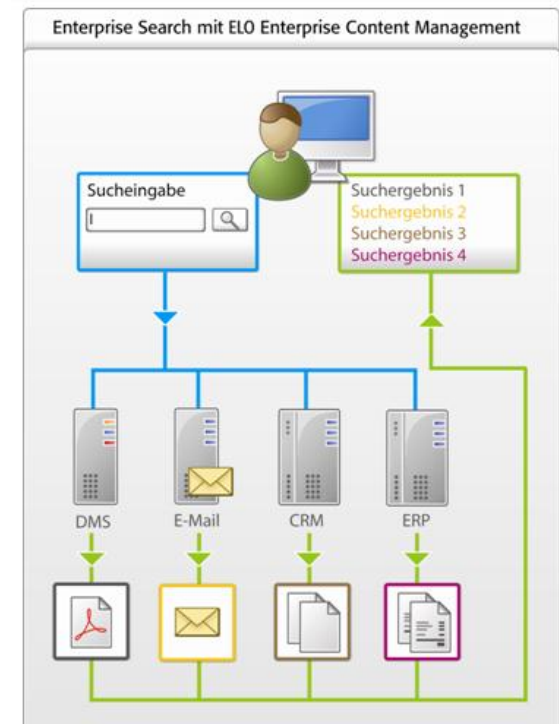 Enterprise Search mit ELO Enterprise Content Management
Sucheingabe
Suchergebnis 1
Suchergebnis 2
Suchergebnis 3
Suchergebnis 4
DMS
E-Mail
CRM
ERP